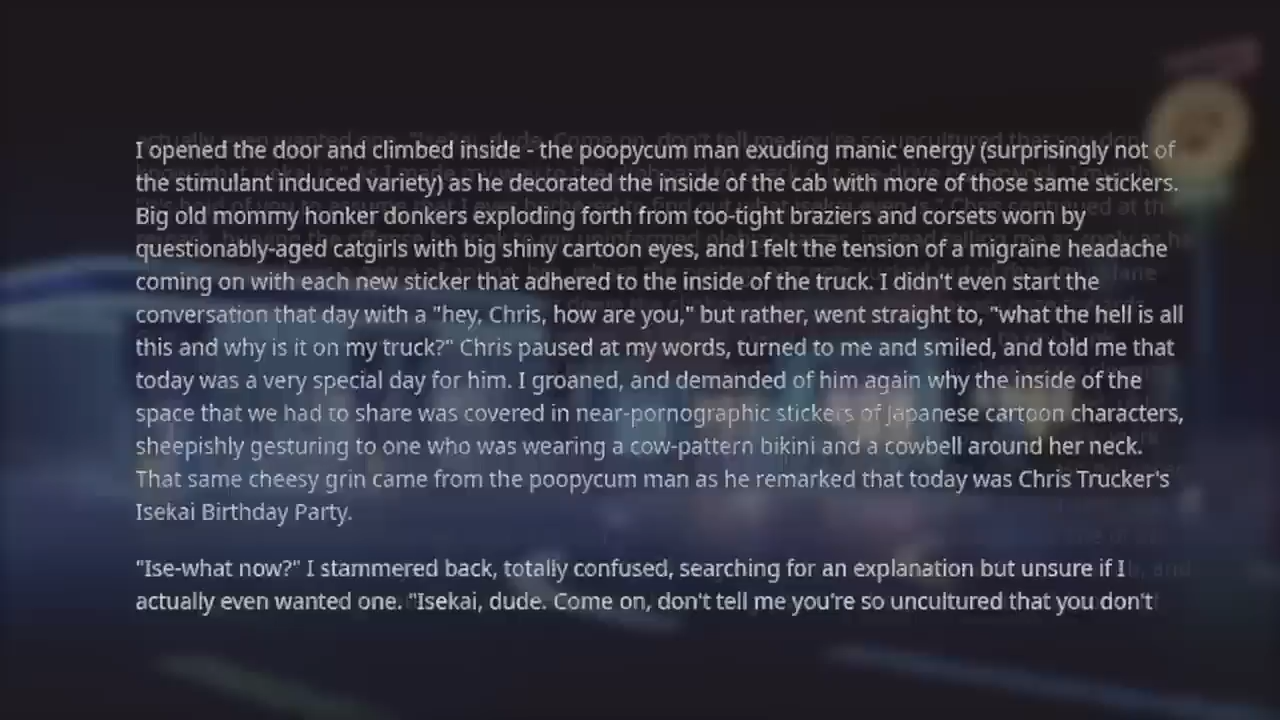 I opened the door and climbed inside - the poopycum man exuding manic energy (surprisingly not of
the stimulant induced variety) as he decorated the inside of the cab with more of those same stickers.
Big old mommy honker donkers exploding forth from too-tight braziers and corsets worn by
questionably-aged catgirls with big shiny cartoon eyes, and I felt the tension of a migraine headache
coming on with each new sticker that adhered to the inside of the truck. I didn't even start the
conversation that day with a "hey, Chris, how are you," but rather, went straight to, "what the hell is all
this and why is it on my truck?" Chris paused at my words, turned to me and smiled, and told me that
today was a very special day for him. I groaned, and demanded of him again why the inside of the
space that we had to share was covered in near-pornographic stickers of Japanese cartoon characters,
sheepishly gesturing to one who was wearing a cow-pattern bikini and a cowbell around her neck.
That same cheesy grin came from the poopycum man as he remarked that today was Chris Trucker's
Isekai Birthday Party.
"Ise-what now?" I stammered back, totally confused, searching for an explanation but unsure if I
actually even wanted one. "Isekai, dude. Come on, don't tell me you're so uncultured that you don't